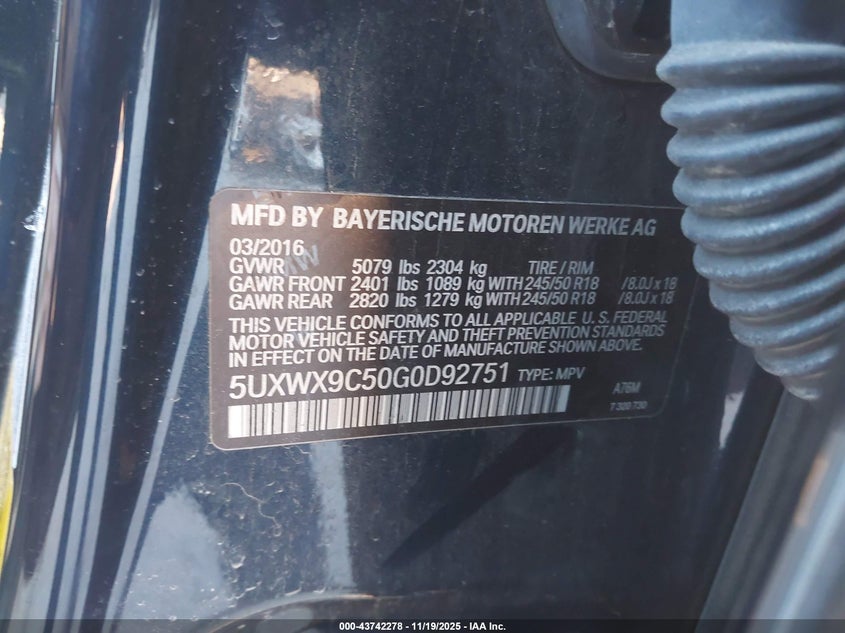 MFD BY BAYERISCHE MOTOREN WERKE AG
03/2016
GVWR 5079 lbs 2304 kg TIRE / RIM
GAWR FRONT 2401 lbs 1089 kg WITH 245/50 R18 /8.0J x 18
GAWR REAR 2820 lbs 1279 kg WITH 245/50 R18 /8.0J x 18
THIS VEHICLE CONFORMS TO ALL APPLICABLE U.S. FEDERAL
MOTOR VEHICLE SAFETY AND THEFT PREVENTION STANDARDS
IN EFFECT ON THE DATE OF MANUFACTURE SHOWN ABOVE.
5UXWX9C50G0D92751 TYPE: MPV
A76M
7 320 730
000-43742278 - 11/19/2025 - IAA Inc.